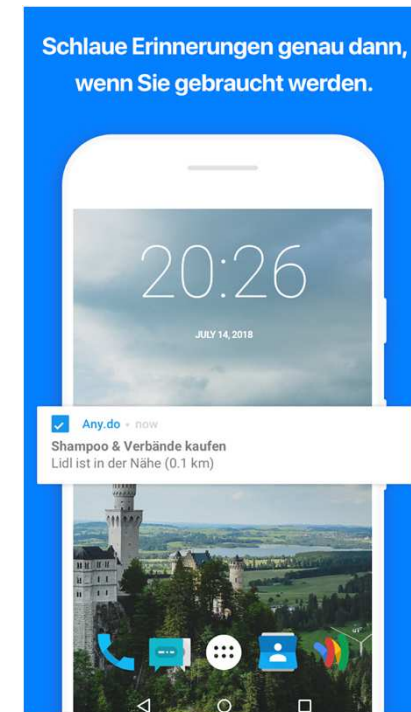 Schlaue Erinnerungen genau dann,
wenn Sie gebraucht werden.
20:26
JULY 14, 2018
Any.do • now
Shampoo & Verbände kaufen
Lidl ist in der Nähe (0.1 km)